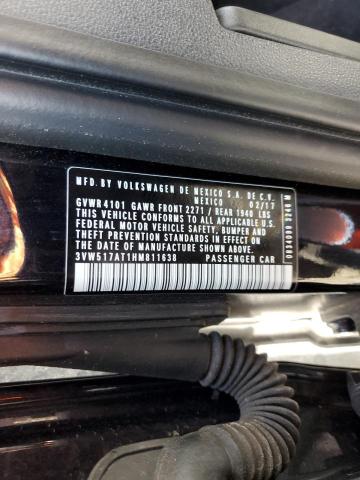 MFD. BY VOLKSWAGEN DE MEXICO S.A. DE C.V.
MEXICO 02/17
GVWR 4101 GAWR FRONT 2271 / REAR 1940 LBS
THIS VEHICLE CONFORMS TO ALL APPLICABLE U.S.
FEDERAL MOTOR VEHICLE SAFETY, BUMPER AND
THEFT PREVENTION STANDARDS IN EFFECT ON
THE DATE OF MANUFACTURE SHOWN ABOVE.
3VW517AT1HM811638 PASSENGER CAR